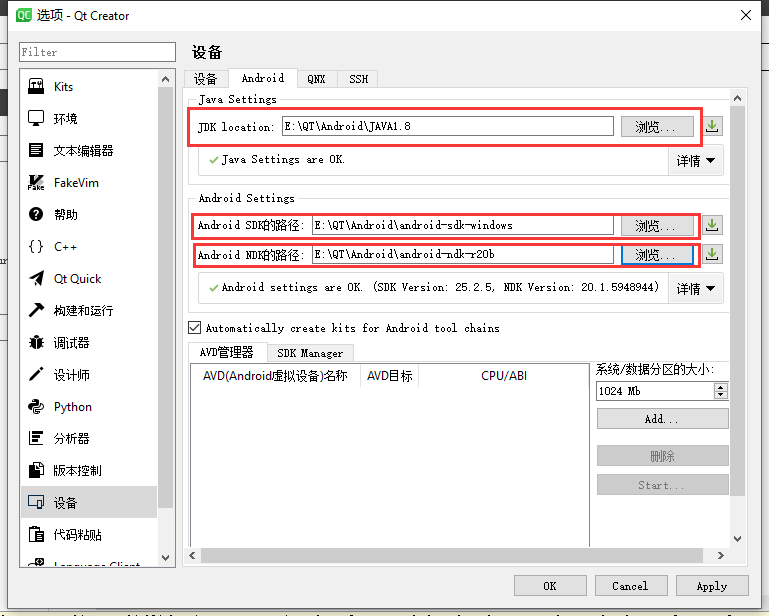 选项 - Qt Creator
Filter
设备
Kits
环境
文本编辑器
FakeVim
Fake
帮助
C++
Qt Quick
构建和运行
调试器
设计师
Python
分析器
版本控制
设备
代码粘贴
Language Client
设备 Android QNX SSH
Java Settings
JDK location: E:\QT\Android\JAVA1.8 浏览...
Java Settings are OK. 详情
Android Settings
Android SDK的路径: E:\QT\Android\android-sdk-windows 浏览...
Android NDK的路径: E:\QT\Android\android-ndk-r20b 浏览...
Android settings are OK. (SDK Version: 25.2.5, NDK Version: 20.1.5948944) 详情
Automatically create kits for Android tool chains
AVD管理器 SDK Manager
AVD(Android虚拟设备)名称 AVD目标 CPU/ABI
系统/数据分区的大小:
1024 Mb
Add...
删除
Start...
OK Cancel Apply